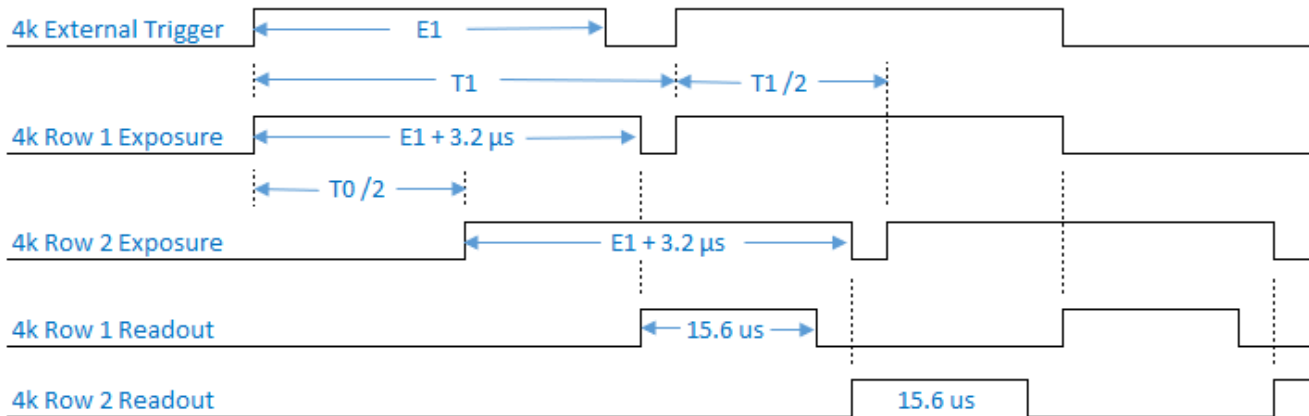 4k External Trigger
E1
T1
T1 /2
4k Row 1 Exposure
E1 + 3.2 µs
T0 /2
4k Row 2 Exposure
E1 + 3.2 µs
4k Row 1 Readout
15.6 us
4k Row 2 Readout
15.6 us